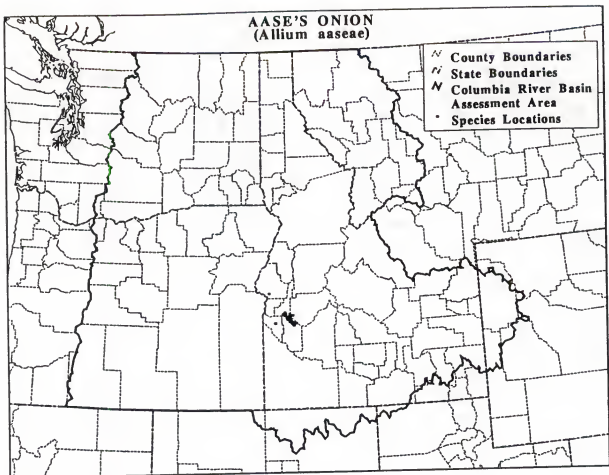 AASE'S ONION
(Allium aaseae)
County Boundaries
State Boundaries
Columbia River Basin
Assessment Area
Species Locations